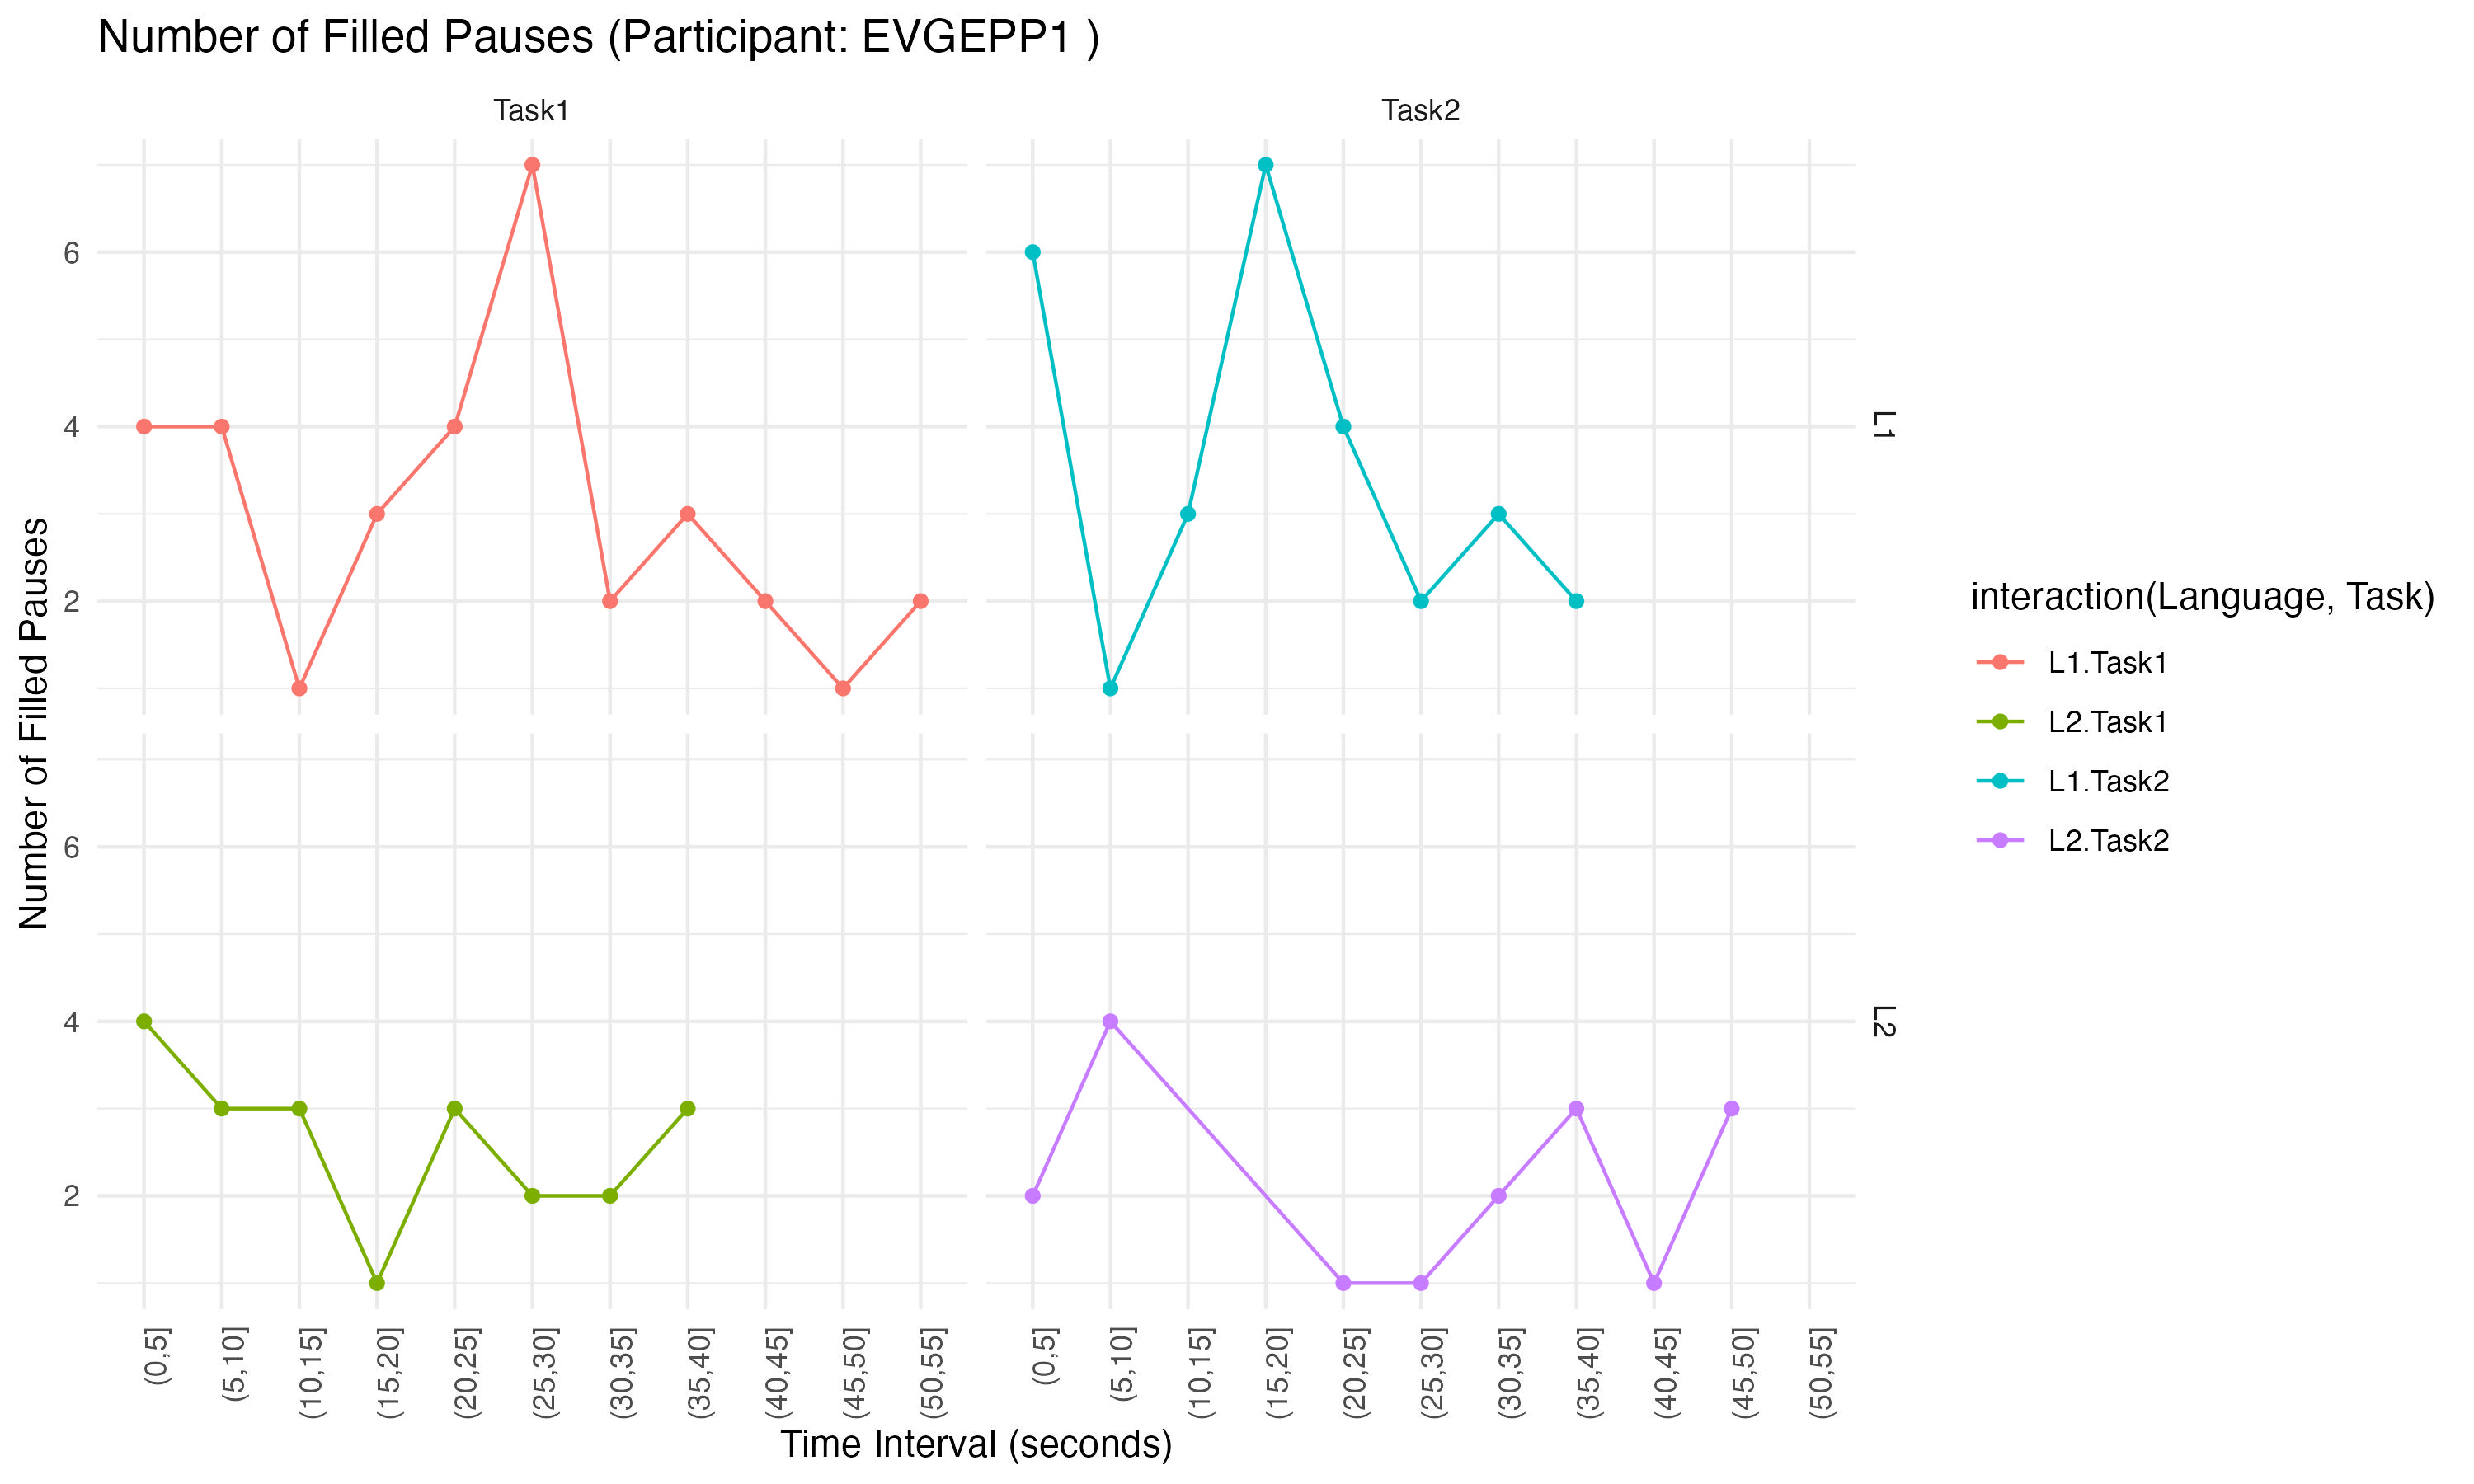 Number of Filled Pauses (Participant: EVGEPP1 )
Task1
Task2
6
4
2
L1
6
4
2
L2
Number of Filled Pauses
(0,5]
(5,10]
(10,15]
(15,20]
(20,25]
(25,30]
(30,35]
(35,40]
(40,45]
(45,50]
(50,55]
(0,5]
(5,10]
(10,15]
(15,20]
(20,25]
(25,30]
(30,35]
(35,40]
(40,45]
(45,50]
(50,55]
Time Interval (seconds)
interaction(Language, Task)
L1.Task1
L2.Task1
L1.Task2
L2.Task2